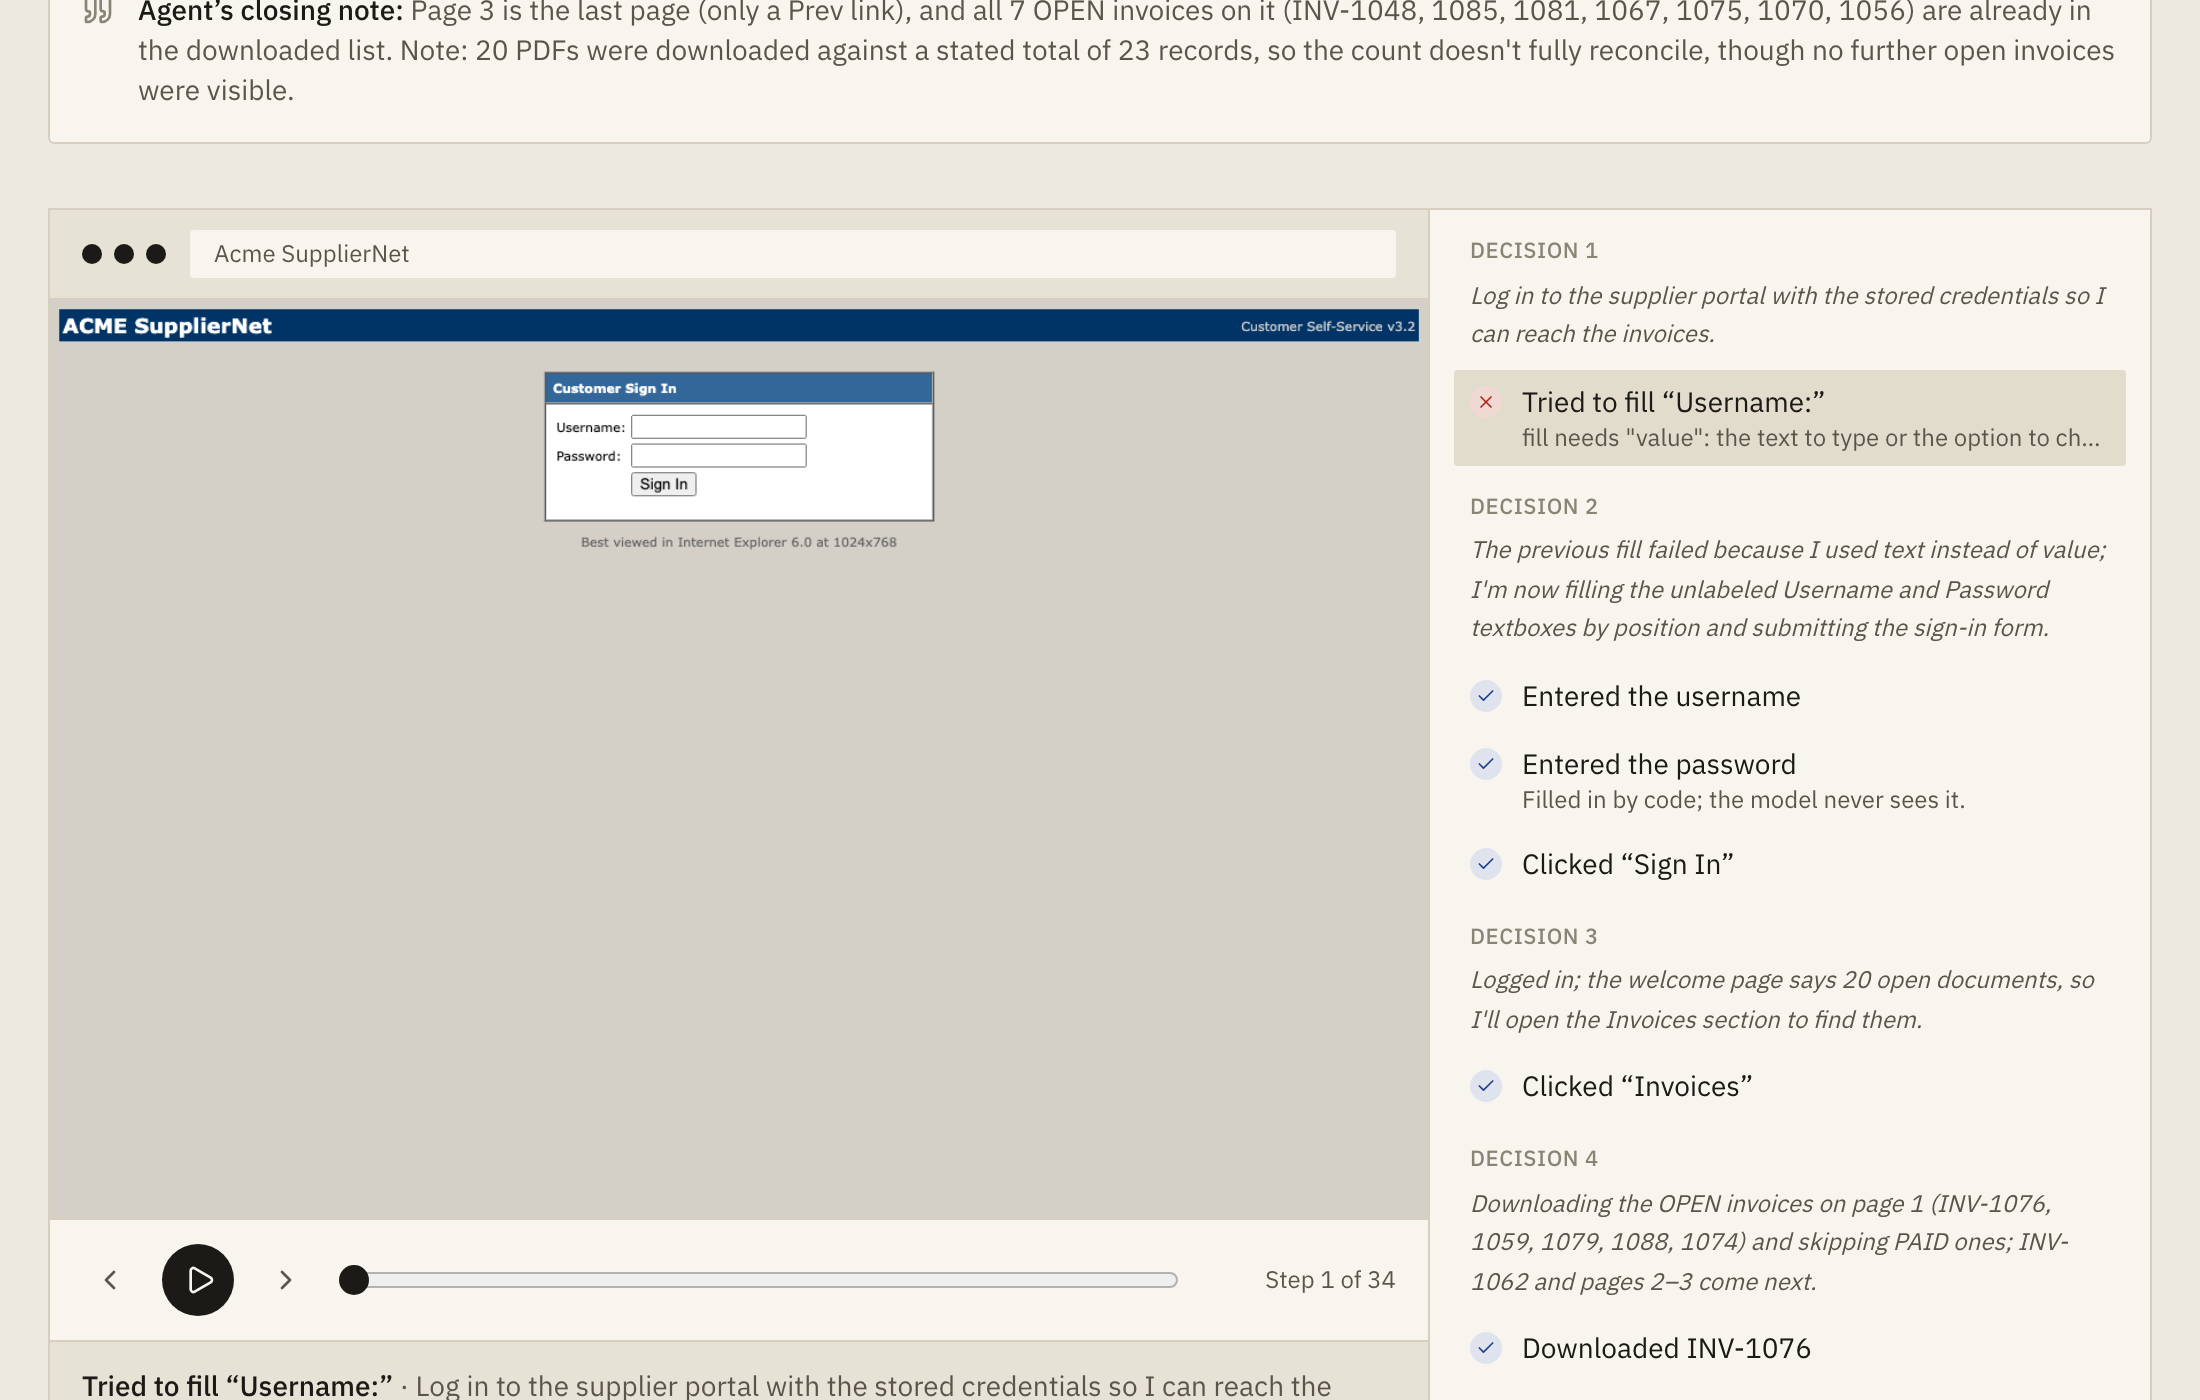 Agent’s closing note: Page 3 is the last page (only a Prev link), and all 7 OPEN invoices on it (INV-1048, 1085, 1081, 1067, 1075, 1070, 1056) are already in
the downloaded list. Note: 20 PDFs were downloaded against a stated total of 23 records, so the count doesn't fully reconcile, though no further open invoices
were visible.
Acme SupplierNet
ACME SupplierNet
Customer Self-Service v3.2
Customer Sign In
Username:
Password:
Sign In
Best viewed in Internet Explorer 6.0 at 1024x768
Step 1 of 34
Tried to fill “Username:” · Log in to the supplier portal with the stored credentials so I can reach the
DECISION 1
Log in to the supplier portal with the stored credentials so I
can reach the invoices.
Tried to fill “Username:”
fill needs "value": the text to type or the option to ch...
DECISION 2
The previous fill failed because I used text instead of value;
I'm now filling the unlabeled Username and Password
textboxes by position and submitting the sign-in form.
Entered the username
Entered the password
Filled in by code; the model never sees it.
Clicked “Sign In”
DECISION 3
Logged in; the welcome page says 20 open documents, so
I'll open the Invoices section to find them.
Clicked “Invoices”
DECISION 4
Downloading the OPEN invoices on page 1 (INV-1076,
1059, 1079, 1088, 1074) and skipping PAID ones; INV-
1062 and pages 2–3 come next.
Downloaded INV-1076